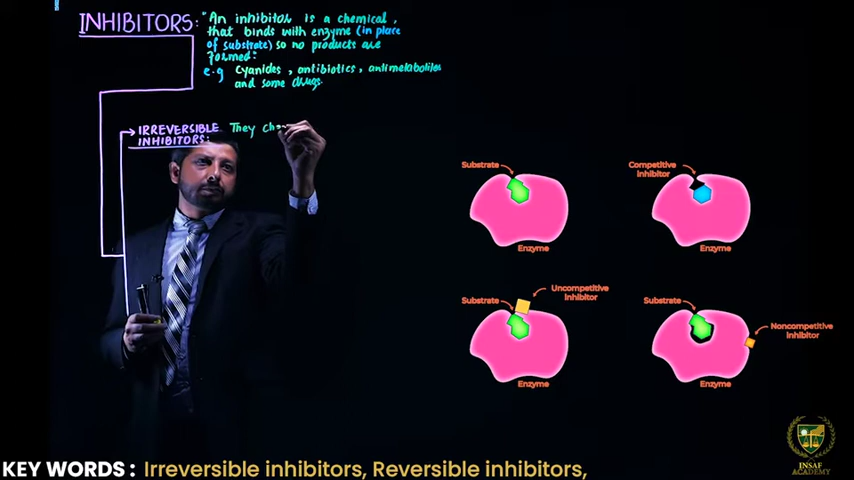 INHIBITORS: "An inhibitor is a chemical,
that binds with enzyme (in place
of substrate) so no products are
formed."
e.g Cyanides, antibiotics, antimetabolites
and some drugs.
IRREVERSIBLE They
INHIBITORS:
Substrate
Enzyme
Competitive
inhibitor
Enzyme
Substrate
Uncompetitive
inhibitor
Enzyme
Substrate
Noncompetitive
inhibitor
Enzyme
INSAF
ACADEMY
KEY WORDS : Irreversible inhibitors, Reversible inhibitors,